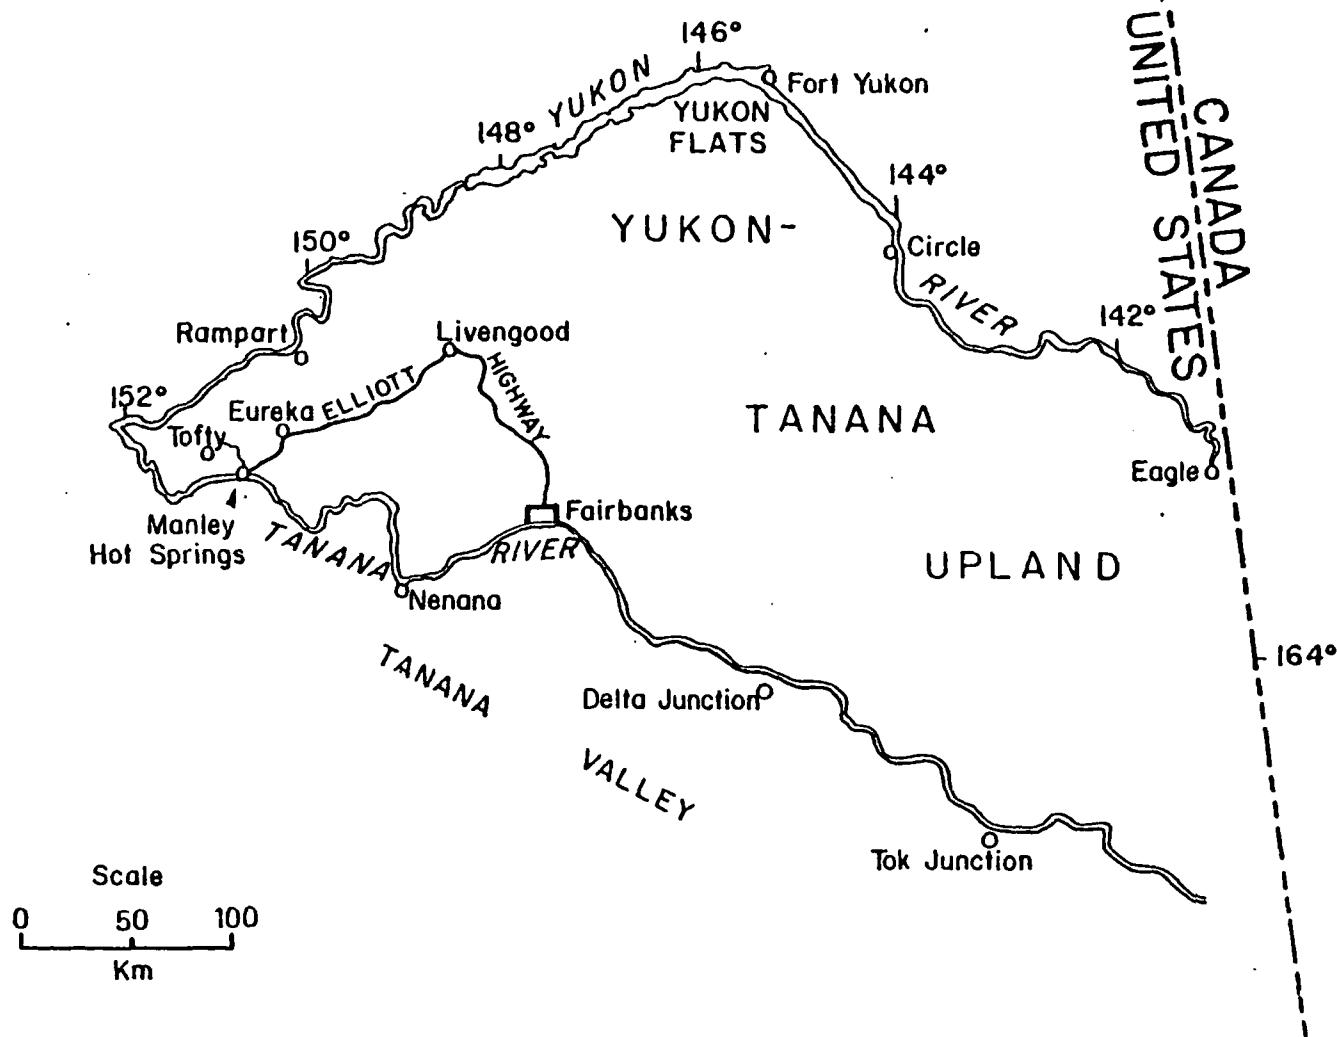 146°
UNITED STATES
CANADA
YUKON
Fort Yukon
YUKON
FLATS
148°
144°
YUKON-
150°
Circle
RIVER
142°
Rampart
Livengood
HIGHWAY
152°
Eureka
ELLIOTT
Tofty
TANANA
Eagle
Manley
Hot Springs
TANANA
RIVER
Fairbanks
UPLAND
Nenana
TANANA
164°
Delta Junction
VALLEY
Tok Junction
Scale
0 50 100
Km